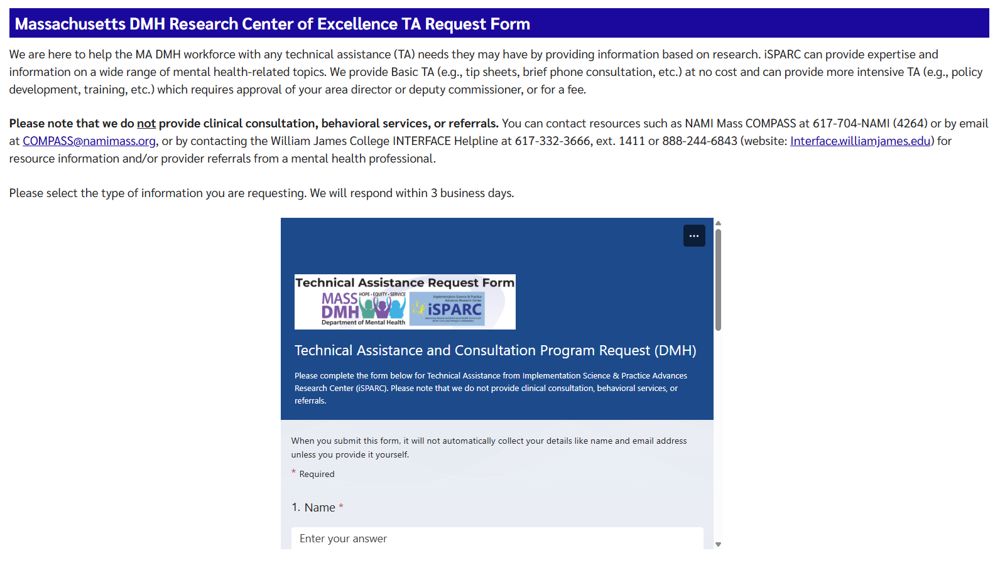 Massachusetts DMH Research Center of Excellence TA Request Form
We are here to help the MA DMH workforce with any technical assistance (TA) needs they may have by providing information based on research. iSPARC can provide expertise and
information on a wide range of mental health-related topics. We provide Basic TA (e.g., tip sheets, brief phone consultation, etc.) at no cost and can provide more intensive TA (e.g., policy
development, training, etc.) which requires approval of your area director or deputy commissioner, or for a fee.
Please note that we do not provide clinical consultation, behavioral services, or referrals. You can contact resources such as NAMI Mass COMPASS at 617-704-NAMI (4264) or by email
at COMPASS@namimass.org, or by contacting the William James College INTERFACE Helpline at 617-332-3666, ext. 1411 or 888-244-6843 (website: Interface.williamjames.edu) for
resource information and/or provider referrals from a mental health professional.
Please select the type of information you are requesting. We will respond within 3 business days.
Technical Assistance Request Form
MASS
DMH
HOPE • EQUITY • SERVICE
Department of Mental Health
Implementation Science & Practice
Advances Research Center
iSPARC
Technical Assistance and Consultation Program Request (DMH)
Please complete the form below for Technical Assistance from Implementation Science & Practice Advances
Research Center (iSPARC). Please note that we do not provide clinical consultation, behavioral services, or
referrals.
When you submit this form, it will not automatically collect your details like name and email address
unless you provide it yourself.
* Required
1. Name *
Enter your answer